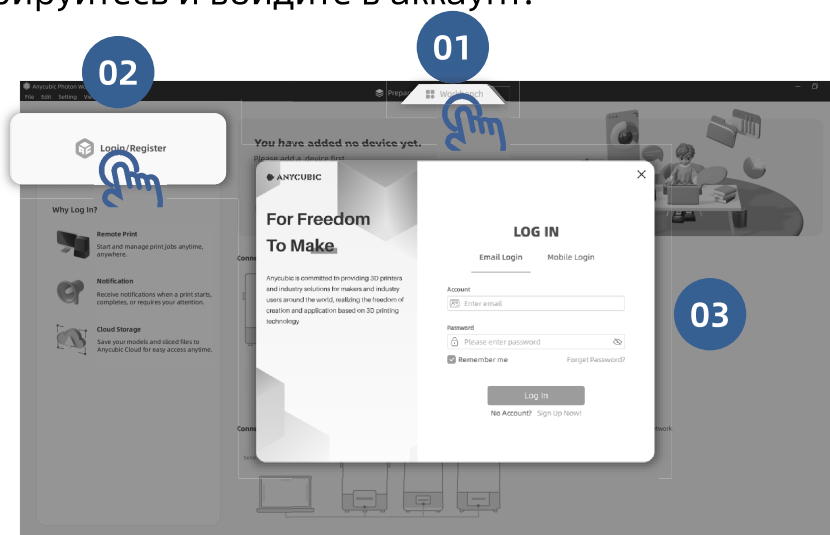 войдите в аккаунт.
01
02
Anycubic Photon
File Edit Setting
Prepare
Workbench
Login/Register
You have added no device yet.
Please add a device first
ANYCUBIC
For Freedom
To Make
Anycubic is committed to providing 3D printers
and industry solutions for makers and industry
users around the world, realizing the freedom of
creation and application based on 3D printing
technology
LOG IN
Email Login Mobile Login
Account
Enter email
Password
Please enter password
Remember me Forget Password?
Log In
No Account? Sign Up Now!
03
Why Log In?
Remote Print
Start and manage print jobs anytime,
anywhere.
Notification
Receive notifications when a print starts,
completes, or requires your attention.
Cloud Storage
Save your models and sliced files to
Anycubic Cloud for easy access anytime.